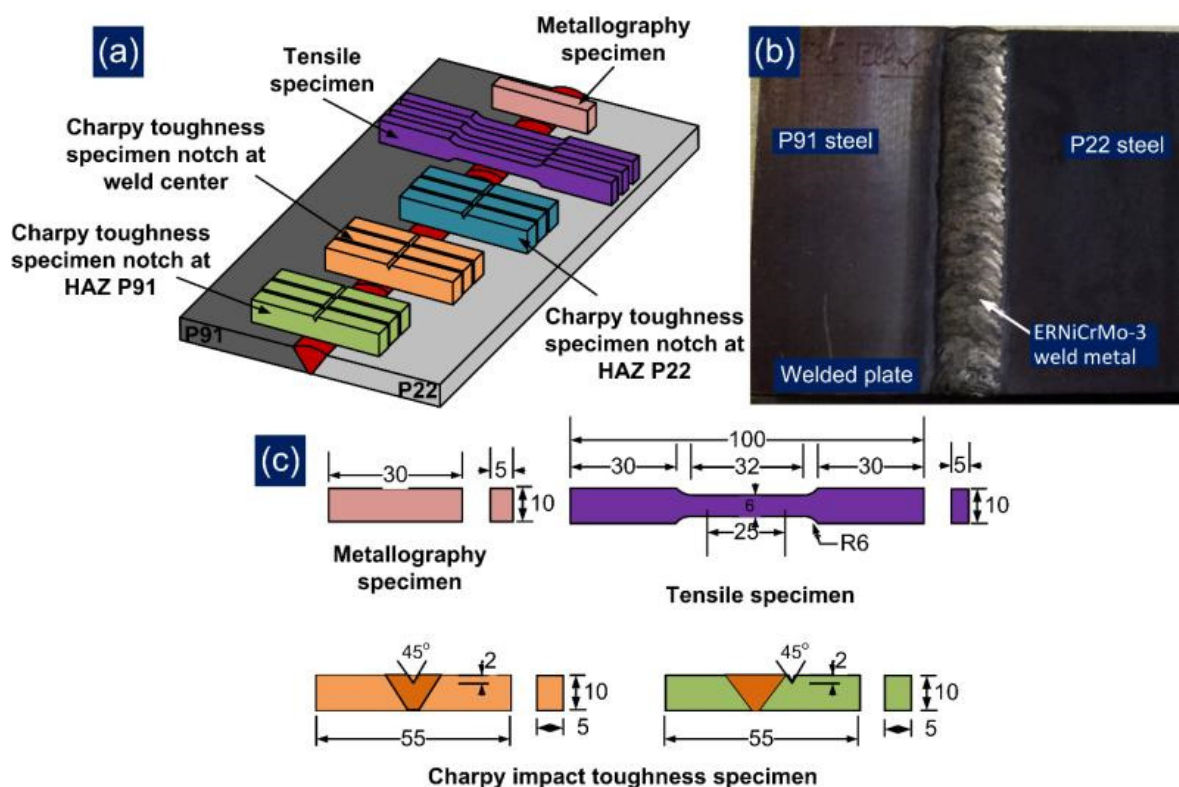 (a)
Metallography
specimen
Tensile
specimen
Charpy toughness
specimen notch at
weld center
Charpy toughness
specimen notch at
HAZ P91
Charpy toughness
specimen notch at
HAZ P22
P91
P22
(b)
P91 steel
P22 steel
ERNiCrMo-3
weld metal
Welded plate
(c)
30
5
10
Metallography
specimen
100
30
32
30
5
6
10
25
R6
Tensile specimen
45°
2
10
55
5
45°
2
10
55
5
Charpy impact toughness specimen